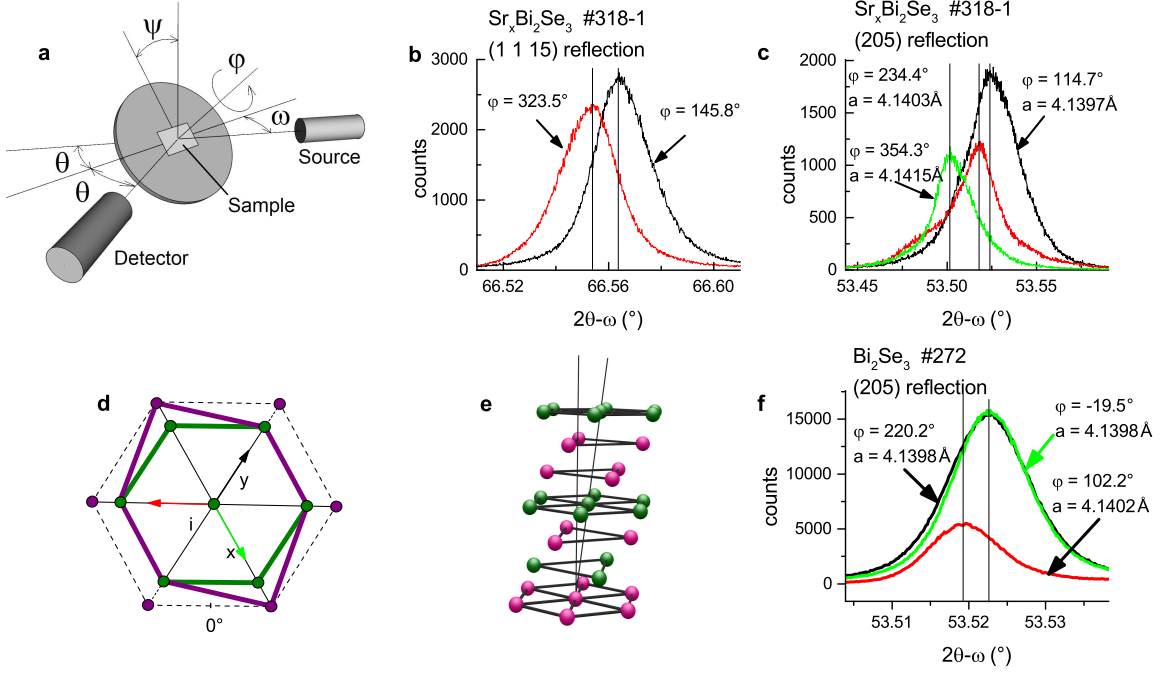 a
ψ
φ
ω
θ
θ
Source
Sample
Detector
b
SrₓBi₂Se₃ #318-1
(1 1 15) reflection
3000
2000
1000
0
counts
φ = 323.5°
φ = 145.8°
66.52
66.56
66.60
2θ-ω (°)
c
SrₓBi₂Se₃ #318-1
(205) reflection
2000
1500
1000
500
0
counts
φ = 234.4°
a = 4.1403Å
φ = 354.3°
a = 4.1415Å
φ = 114.7°
a = 4.1397Å
53.45
53.50
53.55
2θ-ω (°)
d
y
i
x
0°
e
f
Bi₂Se₃ #272
(205) reflection
15000
10000
5000
0
counts
φ = 220.2°
a = 4.1398Å
φ = -19.5°
a = 4.1398Å
φ = 102.2°
a = 4.1402Å
53.51
53.52
53.53
2θ-ω (°)